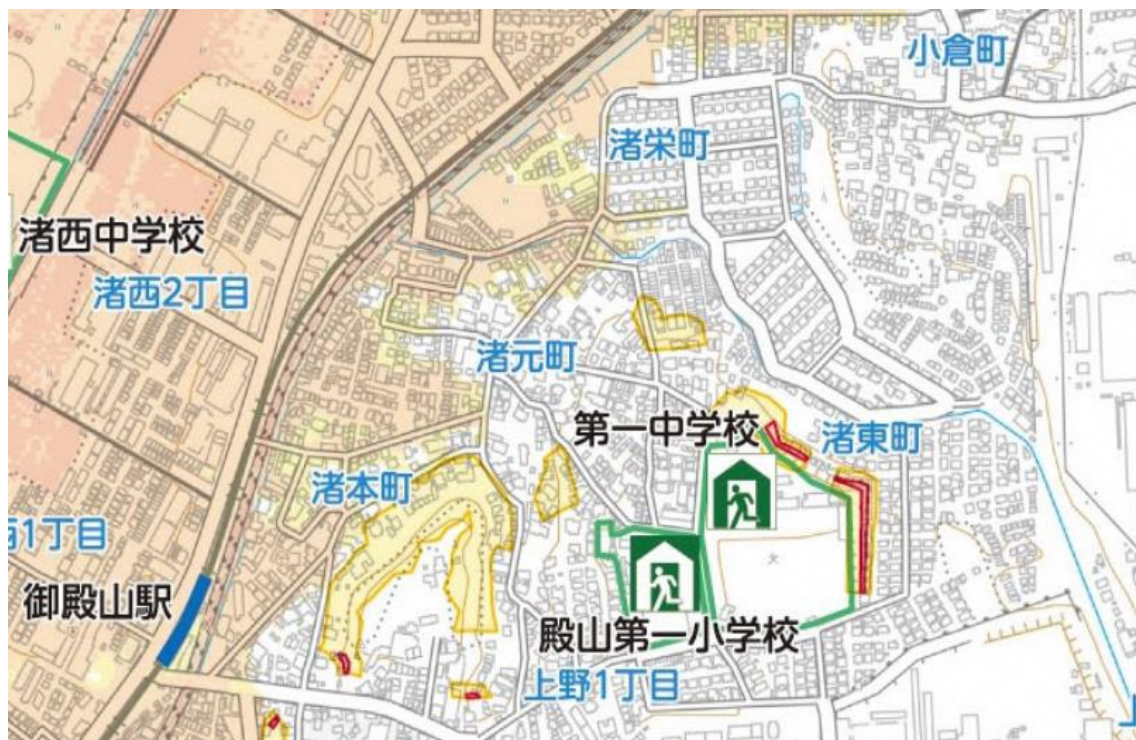 小倉町
渚栄町
渚西中学校
渚西2丁目
渚元町
第一中学校
渚東町
渚本町
1丁目
御殿山駅
殿山第一小学校
上野1丁目
文